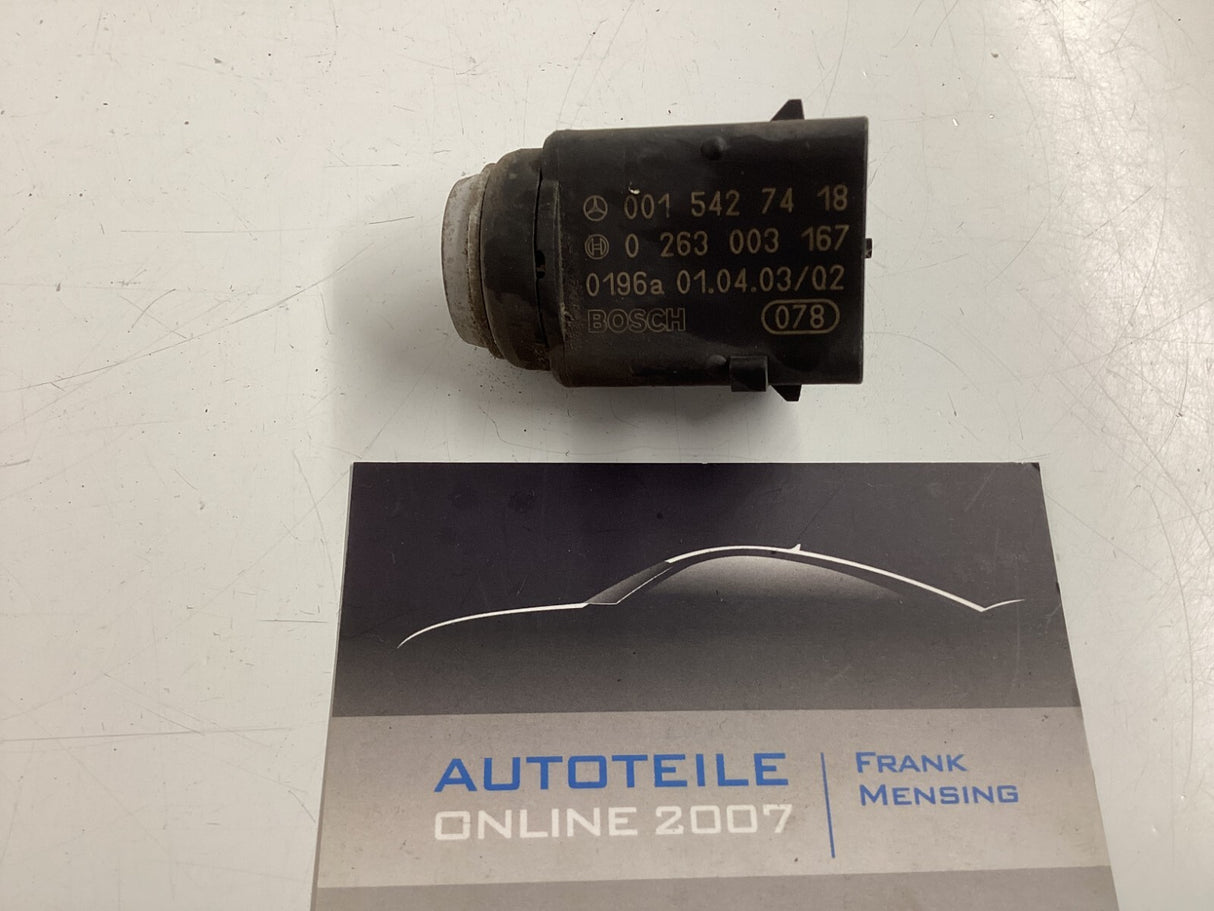 001 542 74 18
0 263 003 167
0196a 01.04.03/02
BOSCH 078
AUTOTEILE
ONLINE 2007
FRANK
MENSING